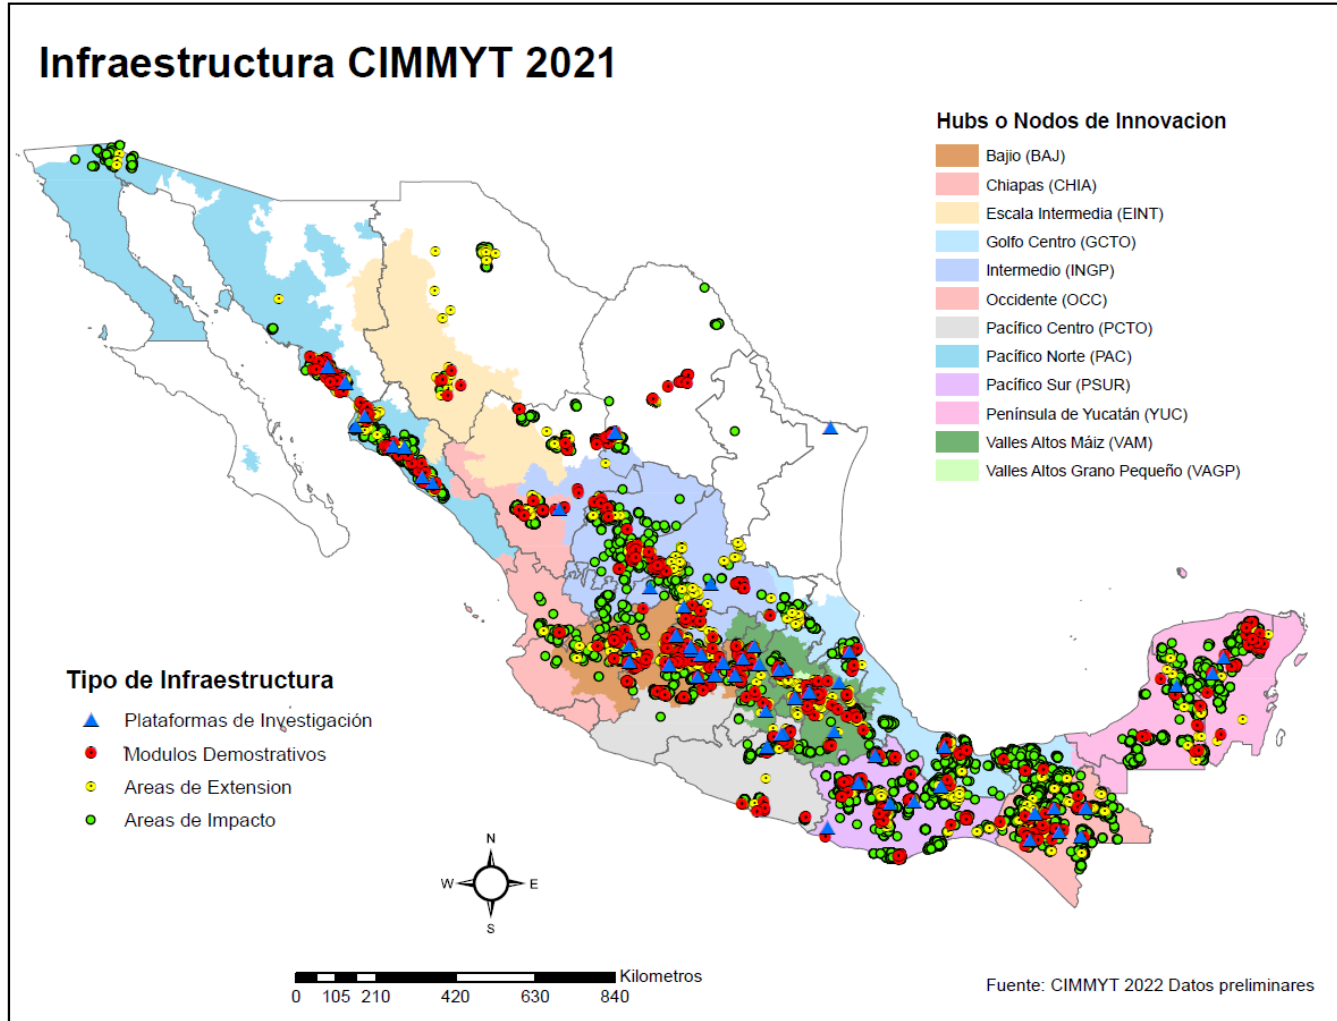 Infraestructura CIMMYT 2021
Hubs o Nodos de Innovacion
Bajio (BAJ)
Chiapas (CHIA)
Escala Intermedia (EINT)
Golfo Centro (GCTO)
Intermedio (INGP)
Occidente (OCC)
Pacífico Centro (PCTO)
Pacífico Norte (PAC)
Pacífico Sur (PSUR)
Península de Yucatán (YUC)
Valles Altos Máiz (VAM)
Valles Altos Grano Pequeño (VAGP)
Tipo de Infraestructura
Plataformas de Investigación
Modulos Demostrativos
Areas de Extension
Areas de Impacto
N
W E
S
Kilometros
0 105 210 420 630 840
Fuente: CIMMYT 2022 Datos preliminares